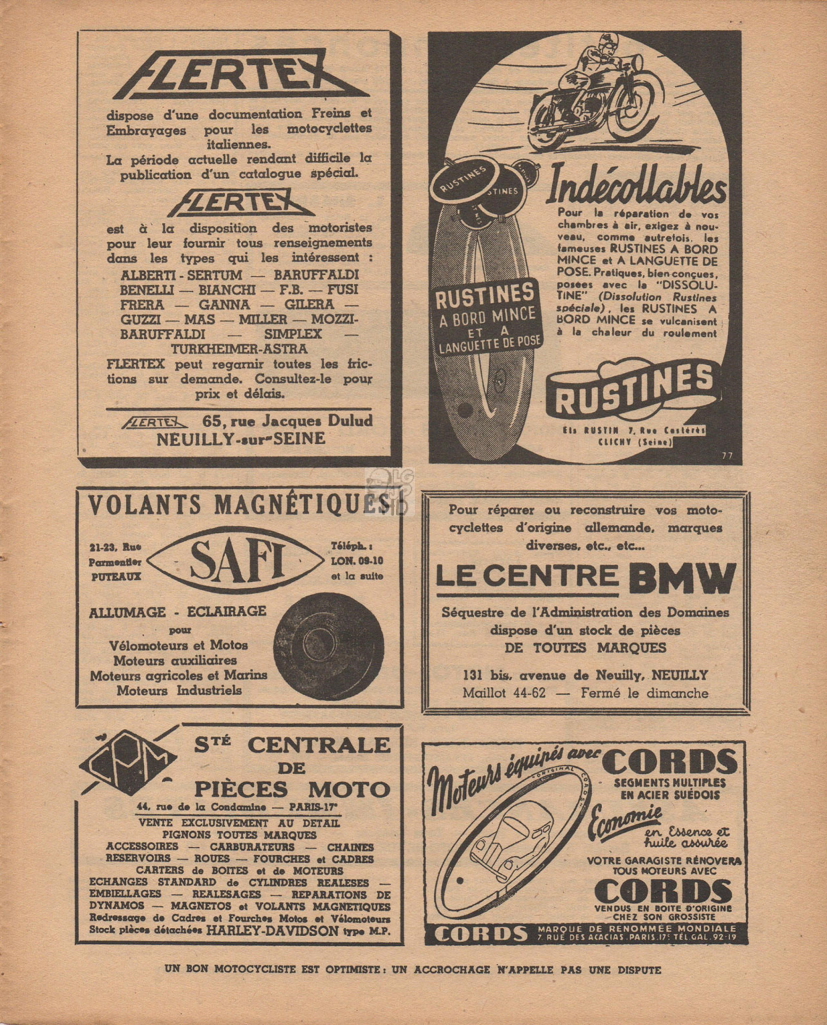 FLERTEX
dispose d'une documentation Freins et
Embrayages pour les motocyclettes
italiennes.
La période actuelle rendant difficile la
publication d'un catalogue spécial.
FLERTEX
est à la disposition des motoristes
pour leur fournir tous renseignements
dans les types qui les intéressent :
ALBERTI - SERTUM — BARUFFALDI
BENELLI — BIANCHI — F.B. — FUSI
FRERA — GANNA — GILERA —
GUZZI — MAS — MILLER — MOZZI-
BARUFFALDI — SIMPLEX —
TURKHEIMER-ASTRA
FLERTEX peut regarnir toutes les fric-
tions sur demande. Consultez-le pour
prix et délais.
FLERTEX 65, rue Jacques Dulud
NEUILLY-sur-SEINE
RUSTINES
RUSTINES
A BORD MINCE
ET A
LANGUETTE DE POSE
Indécollables
Pour la réparation de vos
chambres à air, exigez à nou-
veau, comme autrefois, les
fameuses RUSTINES A BORD
MINCE et A LANGUETTE DE
POSE. Pratiques, bien conçues,
posées avec la "DISSOLU-
TINE" (Dissolution Rustines
spéciale), les RUSTINES A
BORD MINCE se vulcanisent
à la chaleur du roulement
RUSTINES
Ets RUSTIN 7, Rue Castérès
CLICHY (Seine)
77
VOLANTS MAGNÉTIQUES
21-23, Rue
Parmentier
PUTEAUX
SAFI
Téléph. :
LON. 09-10
et la suite
ALLUMAGE - ECLAIRAGE
pour
Vélomoteurs et Motos
Moteurs auxiliaires
Moteurs agricoles et Marins
Moteurs Industriels
Pour réparer ou reconstruire vos moto-
cyclettes d'origine allemande, marques
diverses, etc., etc...
LE CENTRE BMW
Séquestre de l'Administration des Domaines
dispose d'un stock de pièces
DE TOUTES MARQUES
131 bis, avenue de Neuilly, NEUILLY
Maillot 44-62 — Fermé le dimanche
CPM
STÉ CENTRALE
DE
PIÈCES MOTO
44, rue de la Condamine — PARIS-17e
VENTE EXCLUSIVEMENT AU DETAIL
PIGNONS TOUTES MARQUES
ACCESSOIRES — CARBURATEURS — CHAINES
RESERVOIRS — ROUES — FOURCHES et CADRES
CARTERS de BOITES et de MOTEURS
ECHANGES STANDARD de CYLINDRES REALESES —
EMBIELLAGES — REALESAGES — REPARATIONS DE
DYNAMOS — MAGNETOS et VOLANTS MAGNETIQUES
Redressage de Cadres et Fourches Motos et Vélomoteurs
Stock pièces détachées HARLEY-DAVIDSON type M.P.
Moteurs équipés avec CORDS
SEGMENTS MULTIPLES
EN ACIER SUÉDOIS
ORIGINAL CORDS
Economie
en Essence et
huile assurée
VOTRE GARAGISTE RÉNOVERA
TOUS MOTEURS AVEC
CORDS
VENDUS EN BOITE D'ORIGINE
CHEZ SON GROSSISTE
CORDS MARQUE DE RENOMMÉE MONDIALE
7 RUE DES ACACIAS. PARIS. 17e TEL GAL. 92-19
UN BON MOTOCYCLISTE EST OPTIMISTE : UN ACCROCHAGE N'APPELLE PAS UNE DISPUTE